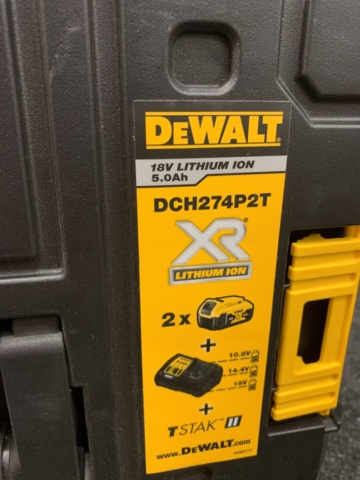 DEWALT
18V LITHIUM ION
5.0Ah
DCH274P2T
XR
LITHIUM ION
2 x
+
10.8V
14.4V
18V
+
TSTAK™ II
www.DEWALT.com